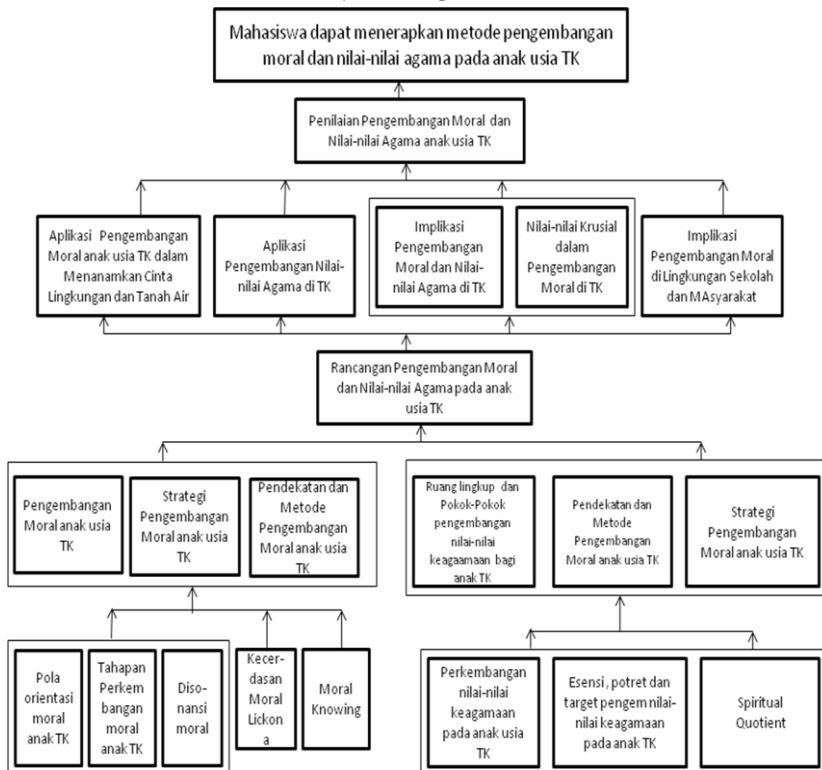 Mahasiswa dapat menerapkan metode pengembangan
moral dan nilai-nilai agama pada anak usia TK
Penilaian Pengembangan Moral dan
Nilai-nilai Agama anak usia TK
Aplikasi Pengembangan
Moral anak usia TK dalam
Menanamkan Cinta
Lingkungan dan Tanah Air
Aplikasi
Pengembangan Nilai-
nilai Agama di TK
Implikasi
Pengembangan
Moral dan Nilai-
nilai Agama di TK
Nilai-nilai Krusial
dalam
Pengembangan
Moral di TK
Implikasi
Pengembangan Moral
di Lingkungan Sekolah
dan MAsyarakat
Rancangan Pengembangan Moral
dan Nilai-nilai Agama pada anak
usia TK
Pengembangan
Moral anak usia
TK
Strategi
Pengembangan
Moral anak usia
TK
Pendekatan dan
Metode
Pengembangan
Moral anak usia
TK
Ruang lingkup dan
Pokok-Pokok
pengembangan
nilai-nilai
keagaamaan bagi
anak TK
Pendekatan dan
Metode
Pengembangan
Moral anak usia TK
Strategi
Pengembangan
Moral anak usia TK
Pola
orientasi
moral
anak TK
Tahapan
Perkem
bangan
moral
anak TK
Diso-
nansi
moral
Kecer-
dasan
Moral
Lickon
a
Moral
Knowing
Perkembangan
nilai-nilai
keagamaan
pada anak usia
TK
Esensi, potret dan
target pengem nilai-
nilai keagamaan
pada anak TK
Spiritual
Quotient